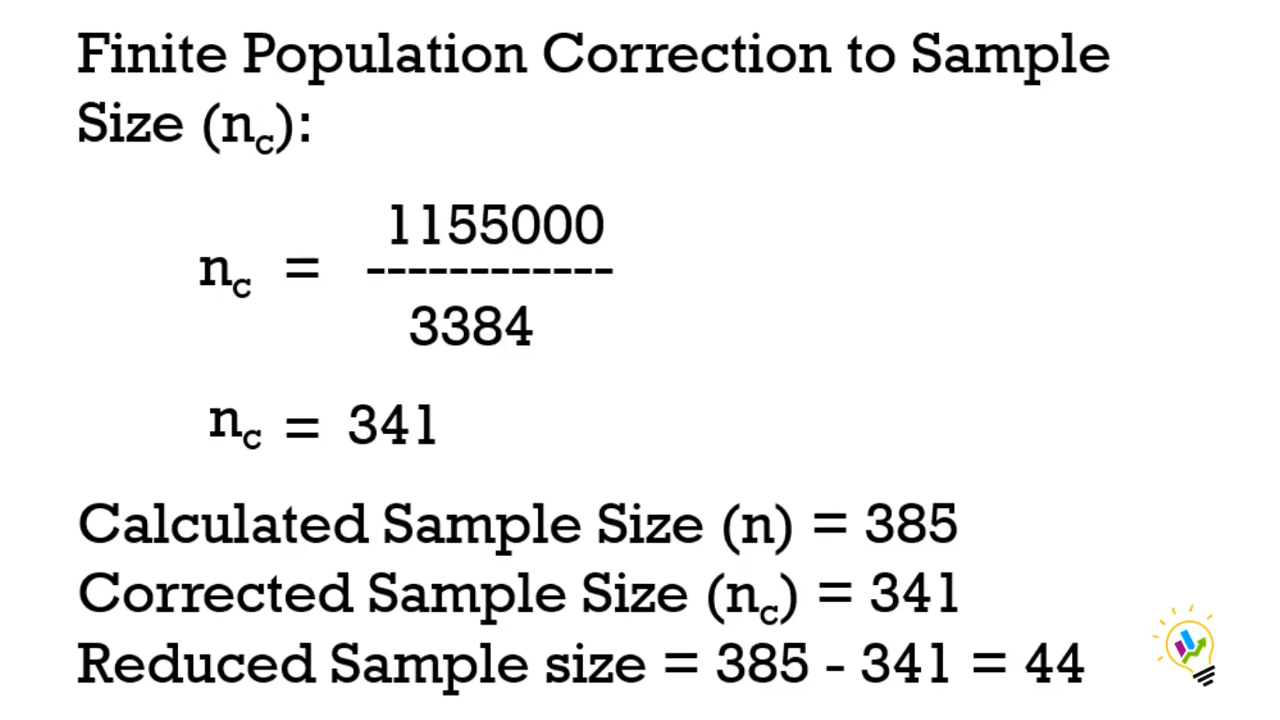 Finite Population Correction to Sample
Size (nc):
1155000
nc = ------------
3384
nc = 341
Calculated Sample Size (n) = 385
Corrected Sample Size (nc) = 341
Reduced Sample size = 385 - 341 = 44